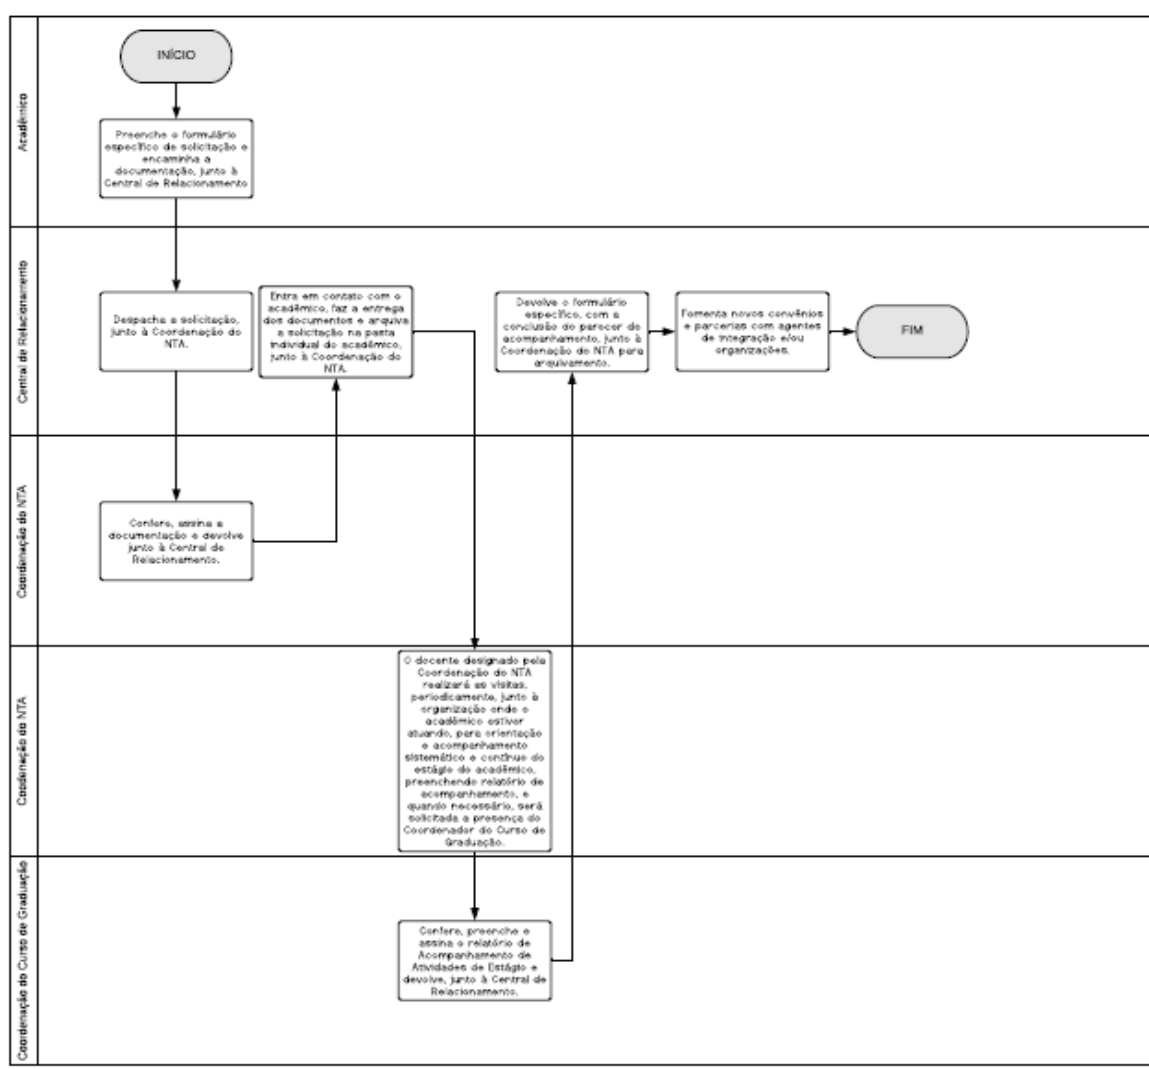 Acadêmico
INÍCIO
Preenche o formulário
específico de solicitação e
encaminha a
documentação, junto à
Central de Relacionamento
Central de Relacionamento
Despacha a solicitação,
junto à Coordenação do
NTA.
Entra em contato com o
acadêmico, faz a entrega
dos documentos e arquiva
a solicitação na pasta
individual do acadêmico,
junto à Coordenação do
NTA.
Devolve o formulário
específico, com a
conclusão do parecer do
acompanhamento, junto à
Coordenação do NTA para
arquivamento.
Fomenta novos convênios
e parcerias com agentes
de integração e/ou
organizações.
FIM
Coordenação do NTA
Confere, assina a
documentação e devolve
junto à Central de
Relacionamento.
Coodenação do NTA
O docente designado pela
Coordenação do NTA
realizará as visitas,
periodicamente, junto à
organização onde o
acadêmico estiver
atuando, para orientação
e acompanhamento
sistemático e contínuo do
estágio do acadêmico,
preenchendo relatório de
acompanhamento, e
quando necessário, será
solicitada a presença do
Coordenador do Curso de
Graduação.
Coordenação do Curso de Graduação
Confere, preenche e
assina o relatório de
Acompanhamento de
Atividades de Estágio e
devolve, junto à Central de
Relacionamento.